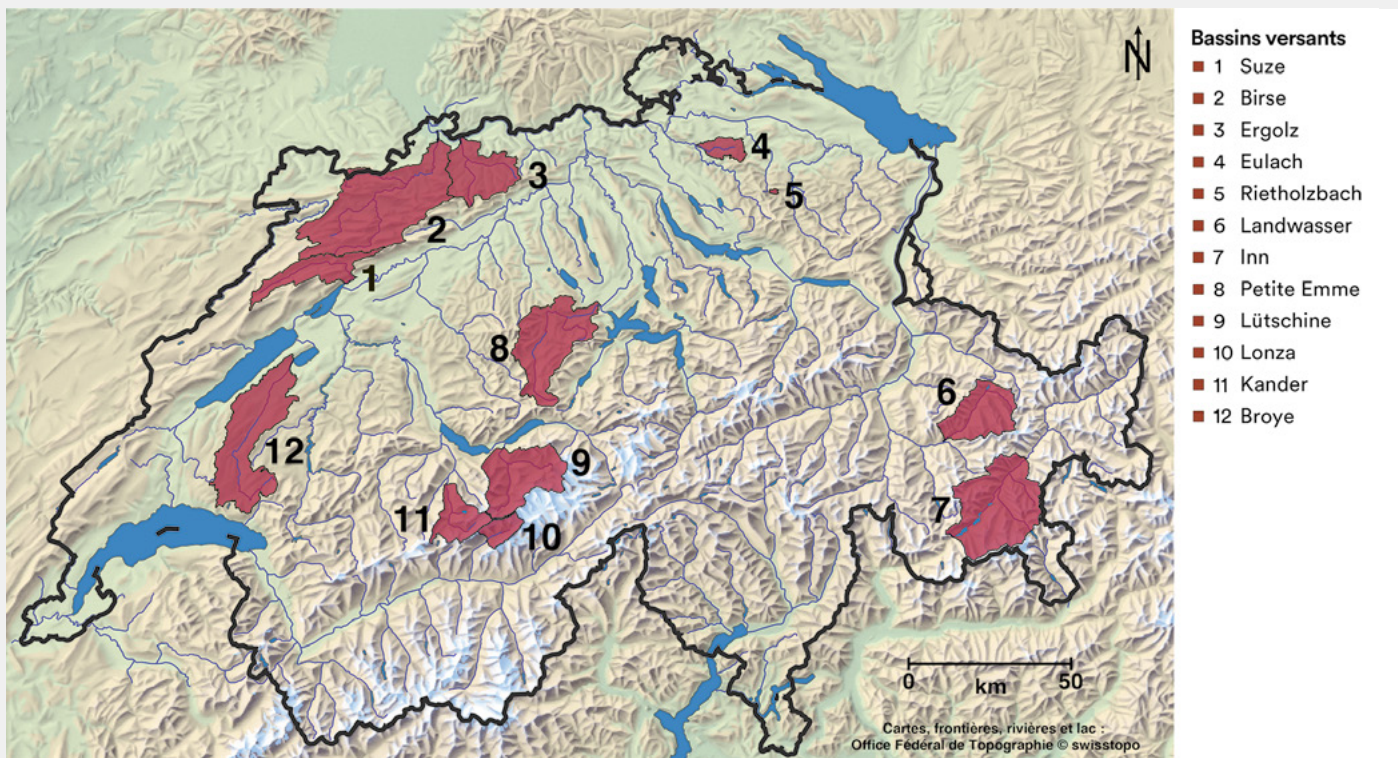 N
Bassins versants
1 Suze
2 Birse
3 Ergolz
4 Eulach
5 Rietholzbach
6 Landwasser
7 Inn
8 Petite Emme
9 Lütschine
10 Lonza
11 Kander
12 Broye
4
3
5
2
1
8
6
12
9
7
11
10
0 km 50
Cartes, frontières, rivières et lac :
Office Fédéral de Topographie © swisstopo